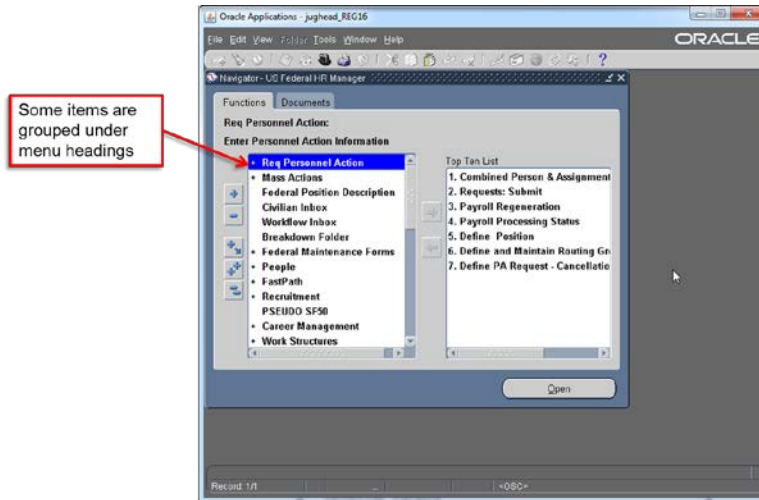 Oracle Applications - jughead_REG16
File Edit View Folder Tools Window Help
ORACLE
Navigator - US Federal HR Manager
Functions Documents
Some items are
grouped under
menu headings
Req Personnel Action:
Enter Personnel Action Information
+ Req Personnel Action
+ Mass Actions
Federal Position Description
Civilian Inbox
Workflow Inbox
Breakdown Folder
+ Federal Maintenance Forms
+ People
+ FastPath
+ Recruitment
PSEUDO SF50
+ Career Management
+ Work Structures
Top Ten List
1. Combined Person & Assignment
2. Requests: Submit
3. Payroll Regeneration
4. Payroll Processing Status
5. Define Position
6. Define and Maintain Routing Gr
7. Define PA Request - Cancellatio
Open
Record: 1/1
<OSC>